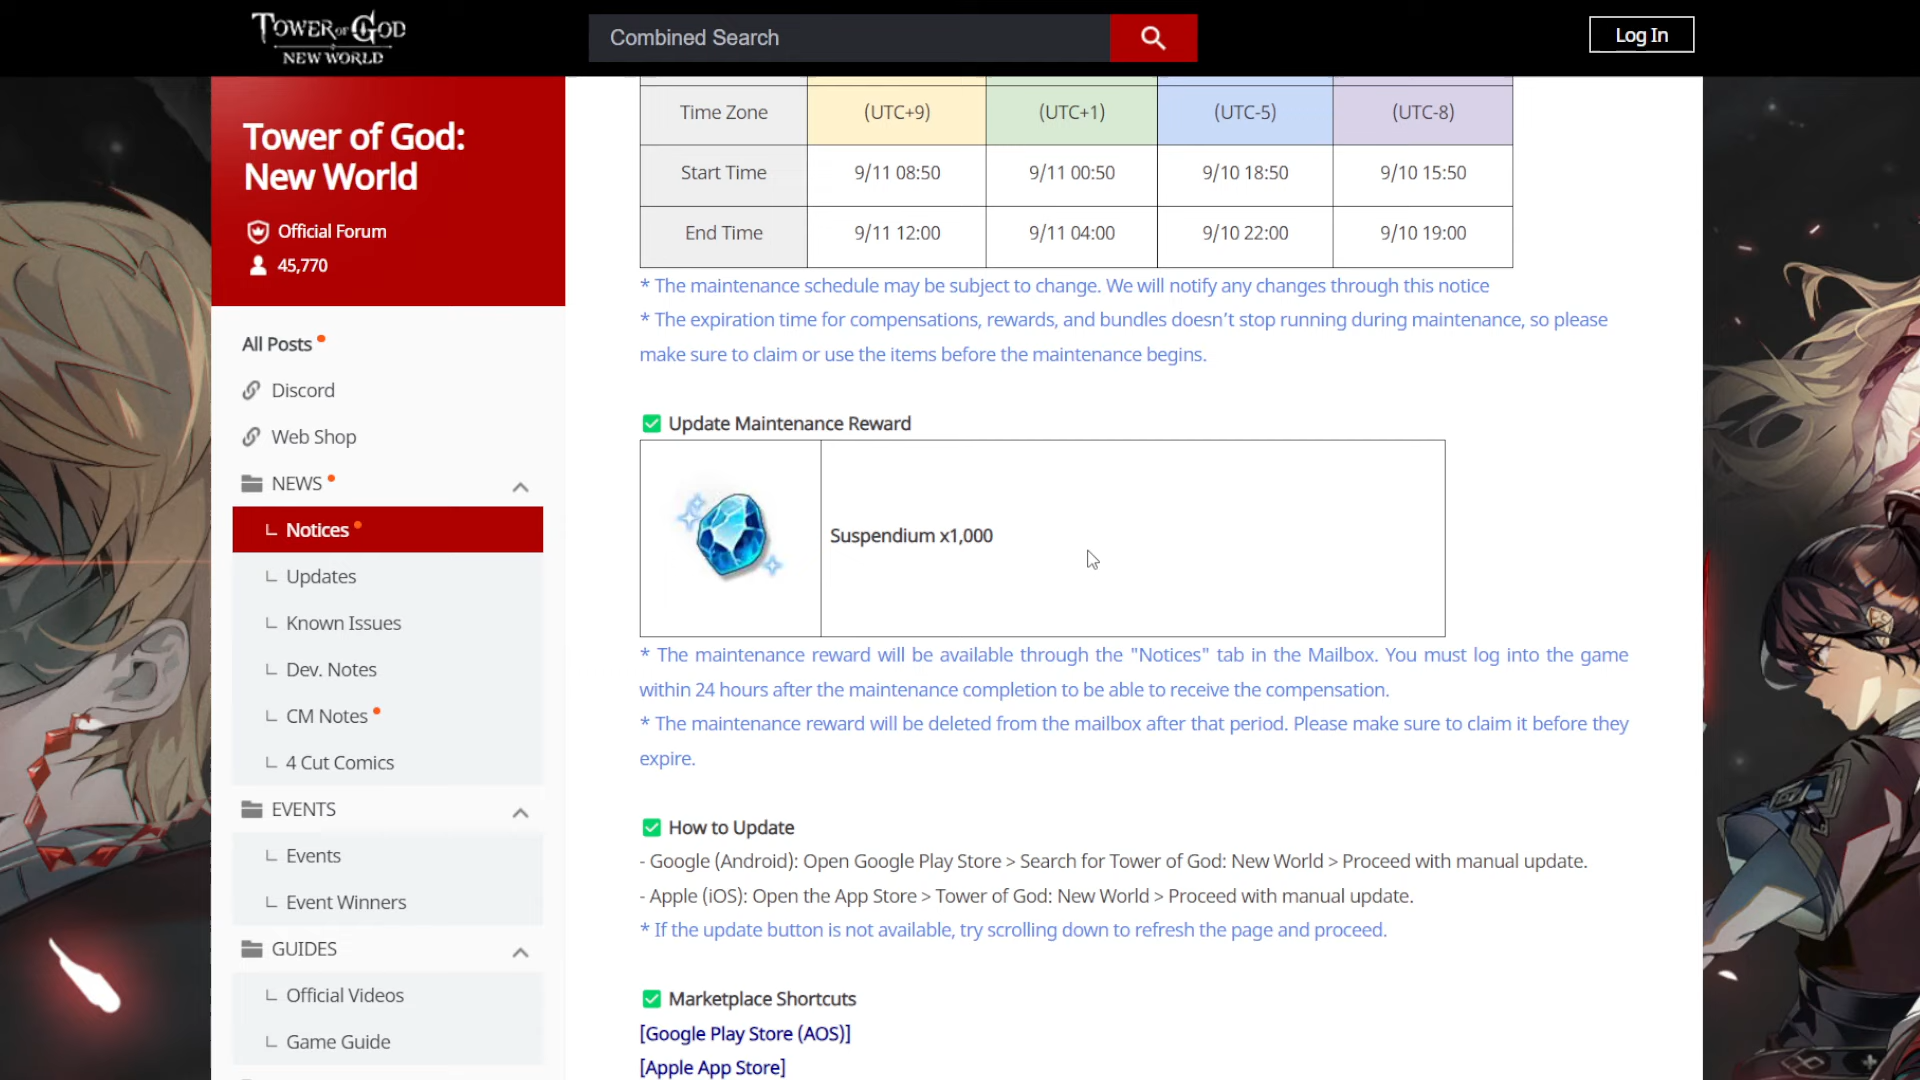 TOWER OF GOD
NEW WORLD
Combined Search
Log In
Tower of God:
New World
Official Forum
45,770
All Posts
Discord
Web Shop
NEWS
Notices
Updates
Known Issues
Dev. Notes
CM Notes
4 Cut Comics
EVENTS
Events
Event Winners
GUIDES
Official Videos
Game Guide
Time Zone (UTC+9) (UTC+1) (UTC-5) (UTC-8)
Start Time 9/11 08:50 9/11 00:50 9/10 18:50 9/10 15:50
End Time 9/11 12:00 9/11 04:00 9/10 22:00 9/10 19:00
* The maintenance schedule may be subject to change. We will notify any changes through this notice
* The expiration time for compensations, rewards, and bundles doesn’t stop running during maintenance, so please
make sure to claim or use the items before the maintenance begins.
✅ Update Maintenance Reward
Suspendium x1,000
* The maintenance reward will be available through the "Notices" tab in the Mailbox. You must log into the game
within 24 hours after the maintenance completion to be able to receive the compensation.
* The maintenance reward will be deleted from the mailbox after that period. Please make sure to claim it before they
expire.
✅ How to Update
- Google (Android): Open Google Play Store > Search for Tower of God: New World > Proceed with manual update.
- Apple (iOS): Open the App Store > Tower of God: New World > Proceed with manual update.
* If the update button is not available, try scrolling down to refresh the page and proceed.
✅ Marketplace Shortcuts
[Google Play Store (AOS)]
[Apple App Store]